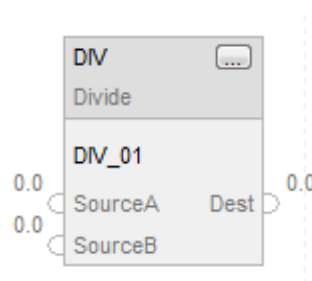 DIV ...
Divide
DIV_01
0.0 SourceA Dest 0.0
0.0 SourceB